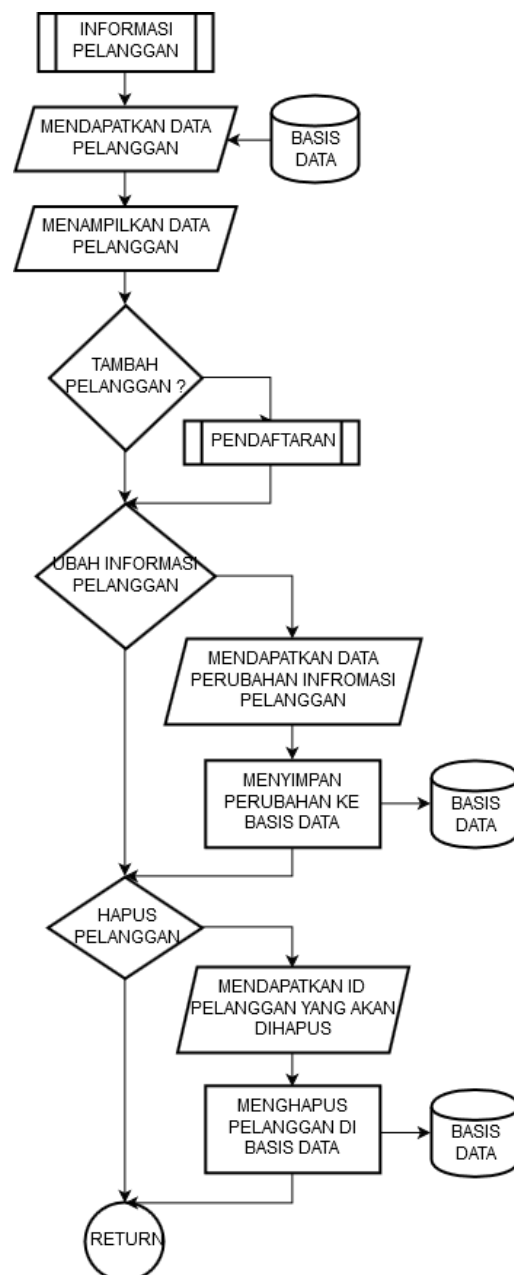 INFORMASI
PELANGGAN
MENDAPATKAN DATA
PELANGGAN
BASIS
DATA
MENAMPILKAN DATA
PELANGGAN
TAMBAH
PELANGGAN ?
PENDAFTARAN
UBAH INFORMASI
PELANGGAN
MENDAPATKAN DATA
PERUBAHAN INFROMASI
PELANGGAN
MENYIMPAN
PERUBAHAN KE
BASIS DATA
BASIS
DATA
HAPUS
PELANGGAN
MENDAPATKAN ID
PELANGGAN YANG AKAN
DIHAPUS
MENGHAPUS
PELANGGAN DI
BASIS DATA
BASIS
DATA
RETURN